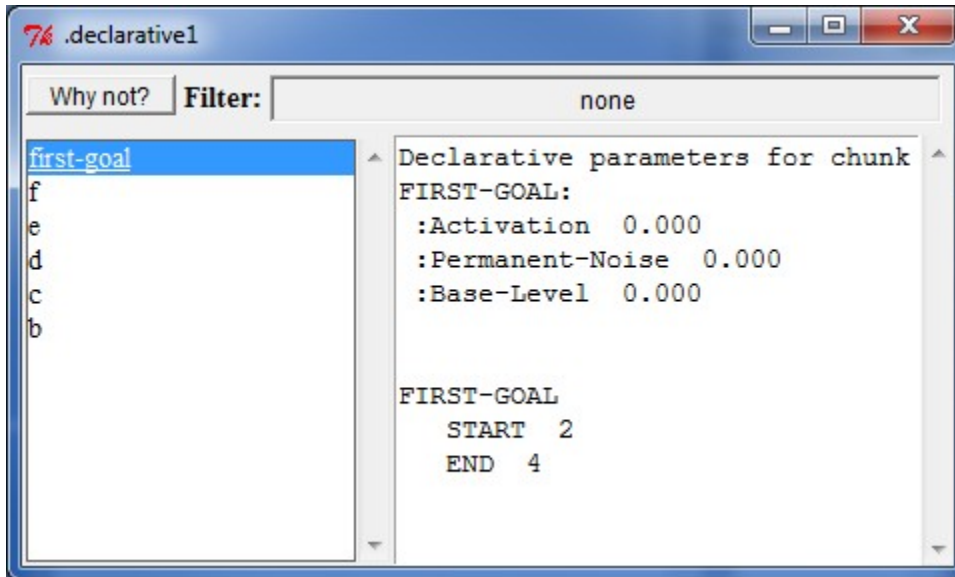 .declarative1
Why not? Filter: none
first-goal
f
e
d
c
b
Declarative parameters for chunk
FIRST-GOAL:
:Activation 0.000
:Permanent-Noise 0.000
:Base-Level 0.000
FIRST-GOAL
START 2
END 4